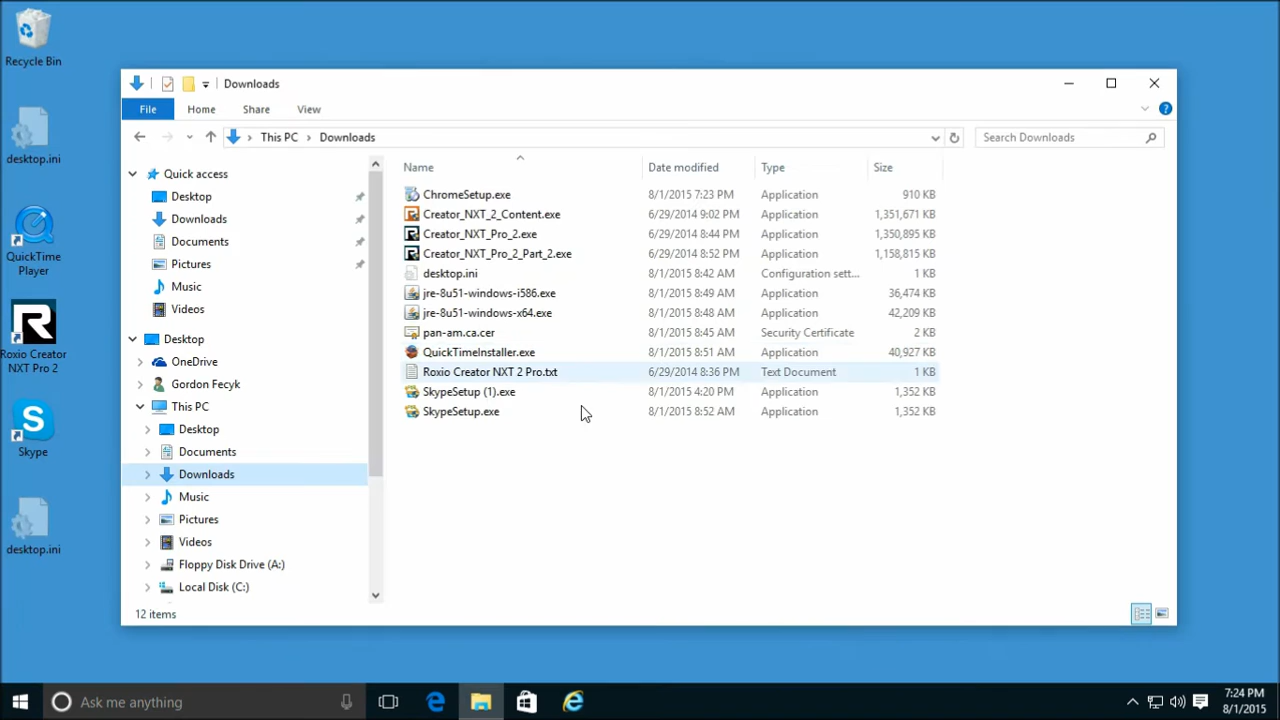 Recycle Bin
desktop.ini
QuickTime
Player
Roxio Creator
NXT Pro 2
Skype
desktop.ini
Downloads
File Home Share View
This PC Downloads Search Downloads
Quick access
Desktop
Downloads
Documents
Pictures
Music
Videos
Desktop
OneDrive
Gordon Fecyk
This PC
Desktop
Documents
Downloads
Music
Pictures
Videos
Floppy Disk Drive (A:)
Local Disk (C:)
Name Date modified Type Size
ChromeSetup.exe 8/1/2015 7:23 PM Application 910 KB
Creator_NXT_2_Content.exe 6/29/2014 9:02 PM Application 1,351,671 KB
Creator_NXT_Pro_2.exe 6/29/2014 8:44 PM Application 1,350,895 KB
Creator_NXT_Pro_2_Part_2.exe 6/29/2014 8:52 PM Application 1,158,815 KB
desktop.ini 8/1/2015 8:42 AM Configuration sett... 1 KB
jre-8u51-windows-i586.exe 8/1/2015 8:49 AM Application 36,474 KB
jre-8u51-windows-x64.exe 8/1/2015 8:48 AM Application 42,209 KB
pan-am.ca.cer 8/1/2015 8:45 AM Security Certificate 2 KB
QuickTimeInstaller.exe 8/1/2015 8:51 AM Application 40,927 KB
Roxio Creator NXT 2 Pro.txt 6/29/2014 8:36 PM Text Document 1 KB
SkypeSetup (1).exe 8/1/2015 4:20 PM Application 1,352 KB
SkypeSetup.exe 8/1/2015 8:52 AM Application 1,352 KB
12 items
Ask me anything
7:24 PM
8/1/2015